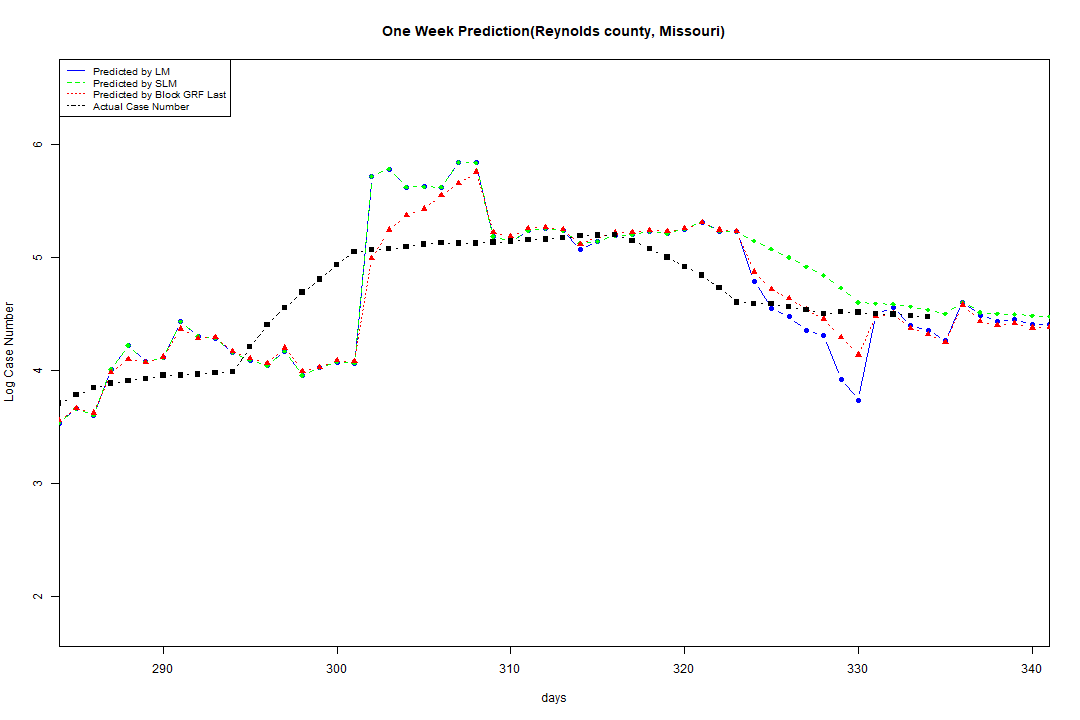 One Week Prediction(Reynolds county, Missouri)
Predicted by LM
Predicted by SLM
Predicted by Block GRF Last
Actual Case Number
6
5
4
3
2
Log Case Number
290 300 310 320 330 340
days